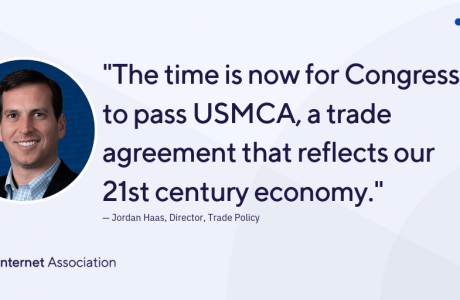 "The time is now for Congress
to pass USMCA, a trade
agreement that reflects our
21st century economy."
— Jordan Haas, Director, Trade Policy
nternet Association